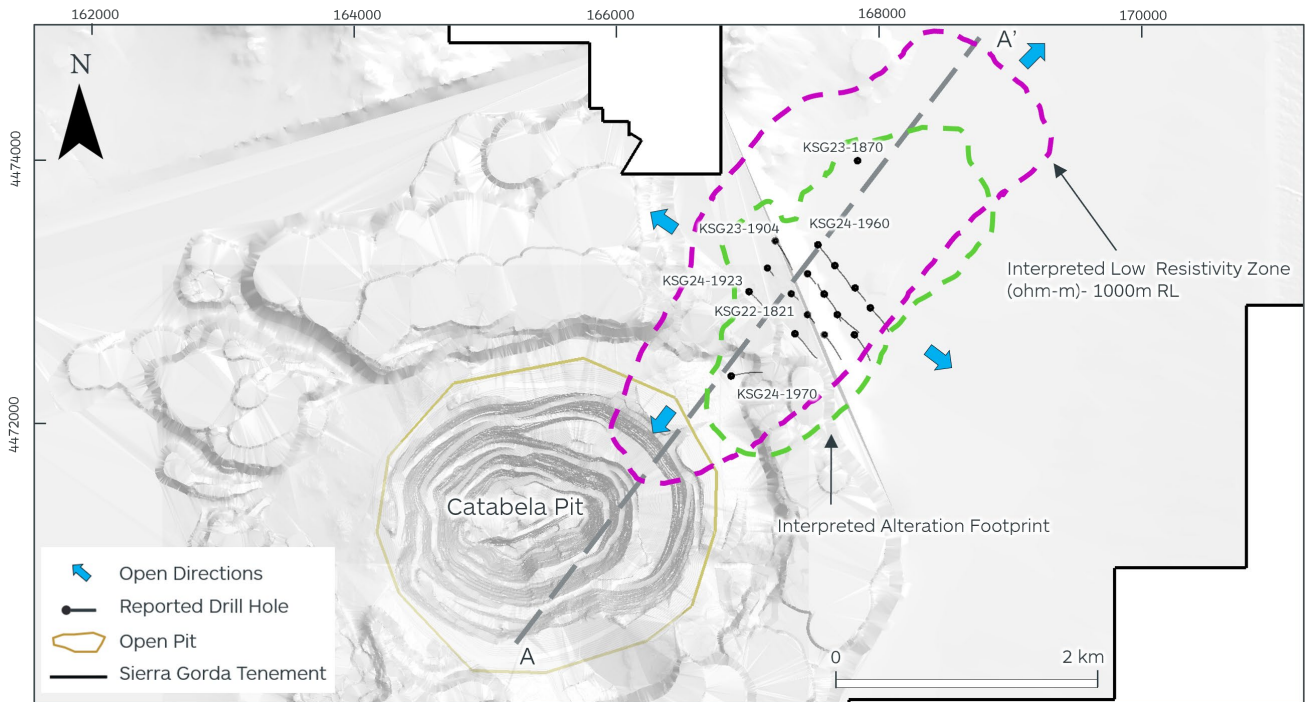 162000
164000
166000
168000
170000
A'
N
4474000
KSG23-1870
KSG23-1904
KSG24-1960
Interpreted Low Resistivity Zone
(ohm-m)- 1000m RL
KSG24-1923
KSG22-1821
KSG24-1970
4472000
Catabela Pit
Interpreted Alteration Footprint
Open Directions
Reported Drill Hole
Open Pit
Sierra Gorda Tenement
A
0
2 km